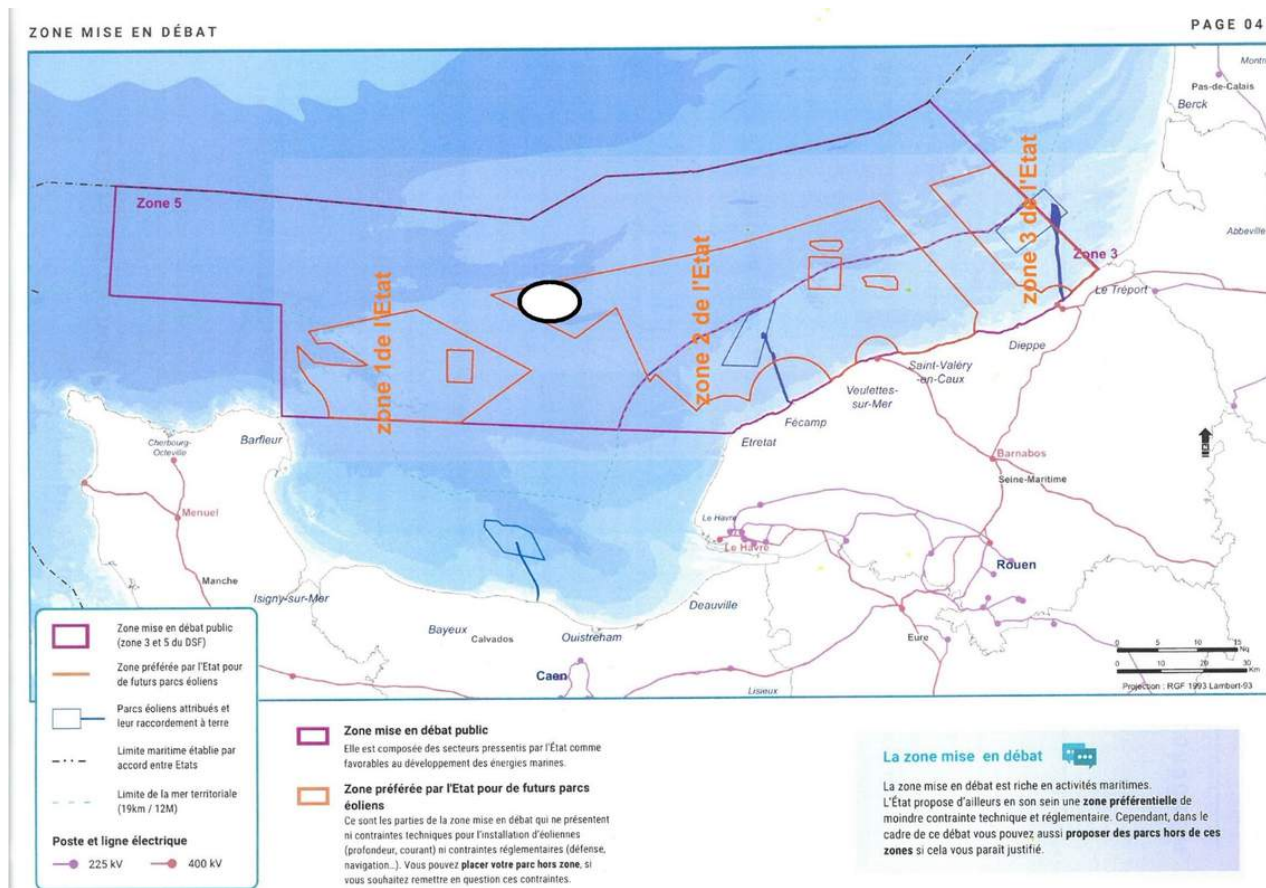 ZONE MISE EN DÉBAT
PAGE 04
Pas-de-Calais
Berck
Zone 5
zone 1de l'Etat
zone 2 de l'Etat
zone 3 de l'Etat
Zone 3
Abbeville
Le Tréport
Dieppe
Saint-Valéry
-en-Caux
Veulettes-
sur-Mer
Fécamp
Etretat
Cherbourg-
Octeville
Barfleur
Barnabos
Seine-Maritime
Menuel
Le Havre
Le Havre
Rouen
Manche
Isigny-sur-Mer
Deauville
Bayeux
Calvados
Ouistreham
Eure
Caen
Lisieux
0 5 10 15
Nq
0 10 20 30
Km
Projection : RGF 1993 Lambert-93
Zone mise en débat public
(zone 3 et 5 du DSF)
Zone préférée par l'Etat pour
de futurs parcs éoliens
Parcs éoliens attribués et
leur raccordement à terre
Limite maritime établie par
accord entre Etats
Limite de la mer territoriale
(19km / 12M)
Poste et ligne électrique
225 kV 400 kV
Zone mise en débat public
Elle est composée des secteurs pressentis par l'État comme
favorables au développement des énergies marines.
Zone préférée par l'Etat pour de futurs parcs
éoliens
Ce sont les parties de la zone mise en débat qui ne présentent
ni contraintes techniques pour l'installation d'éoliennes
(profondeur, courant) ni contraintes réglementaires (défense,
navigation...). Vous pouvez placer votre parc hors zone, si
vous souhaitez remettre en question ces contraintes.
La zone mise en débat
La zone mise en débat est riche en activités maritimes.
L'État propose d'ailleurs en son sein une zone préférentielle de
moindre contrainte technique et réglementaire. Cependant, dans le
cadre de ce débat vous pouvez aussi proposer des parcs hors de ces
zones si cela vous paraît justifié.